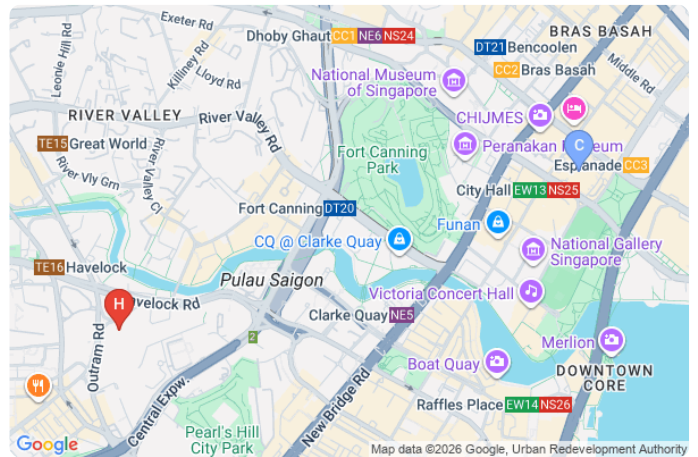 BRAS BASAH
Exeter Rd
Dhoby Ghaut CC1 NE6 NS24
DT21 Bencoolen
Leonie Hill Rd
Killiney Rd
Lloyd Rd
CC2 Bras Basah
Middle Rd
National Museum
of Singapore
CHIJMES
RIVER VALLEY
River Valley Rd
TE15 Great World
Peranakan Museum
C
Fort Canning
Park
Esplanade CC3
River Vly Grn
River Valley Cl
City Hall EW13 NS25
Fort Canning DT20
Funan
CQ @ Clarke Quay
National Gallery
Singapore
TE16 Havelock
Pulau Saigon
Victoria Concert Hall
H
Havelock Rd
Clarke Quay NE5
2
Merlion
Outram Rd
Boat Quay
DOWNTOWN
CORE
Central Expw.
New Bridge Rd
Raffles Place EW14 NS26
Pearl's Hill
City Park
Google
Map data ©2026 Google, Urban Redevelopment Authority